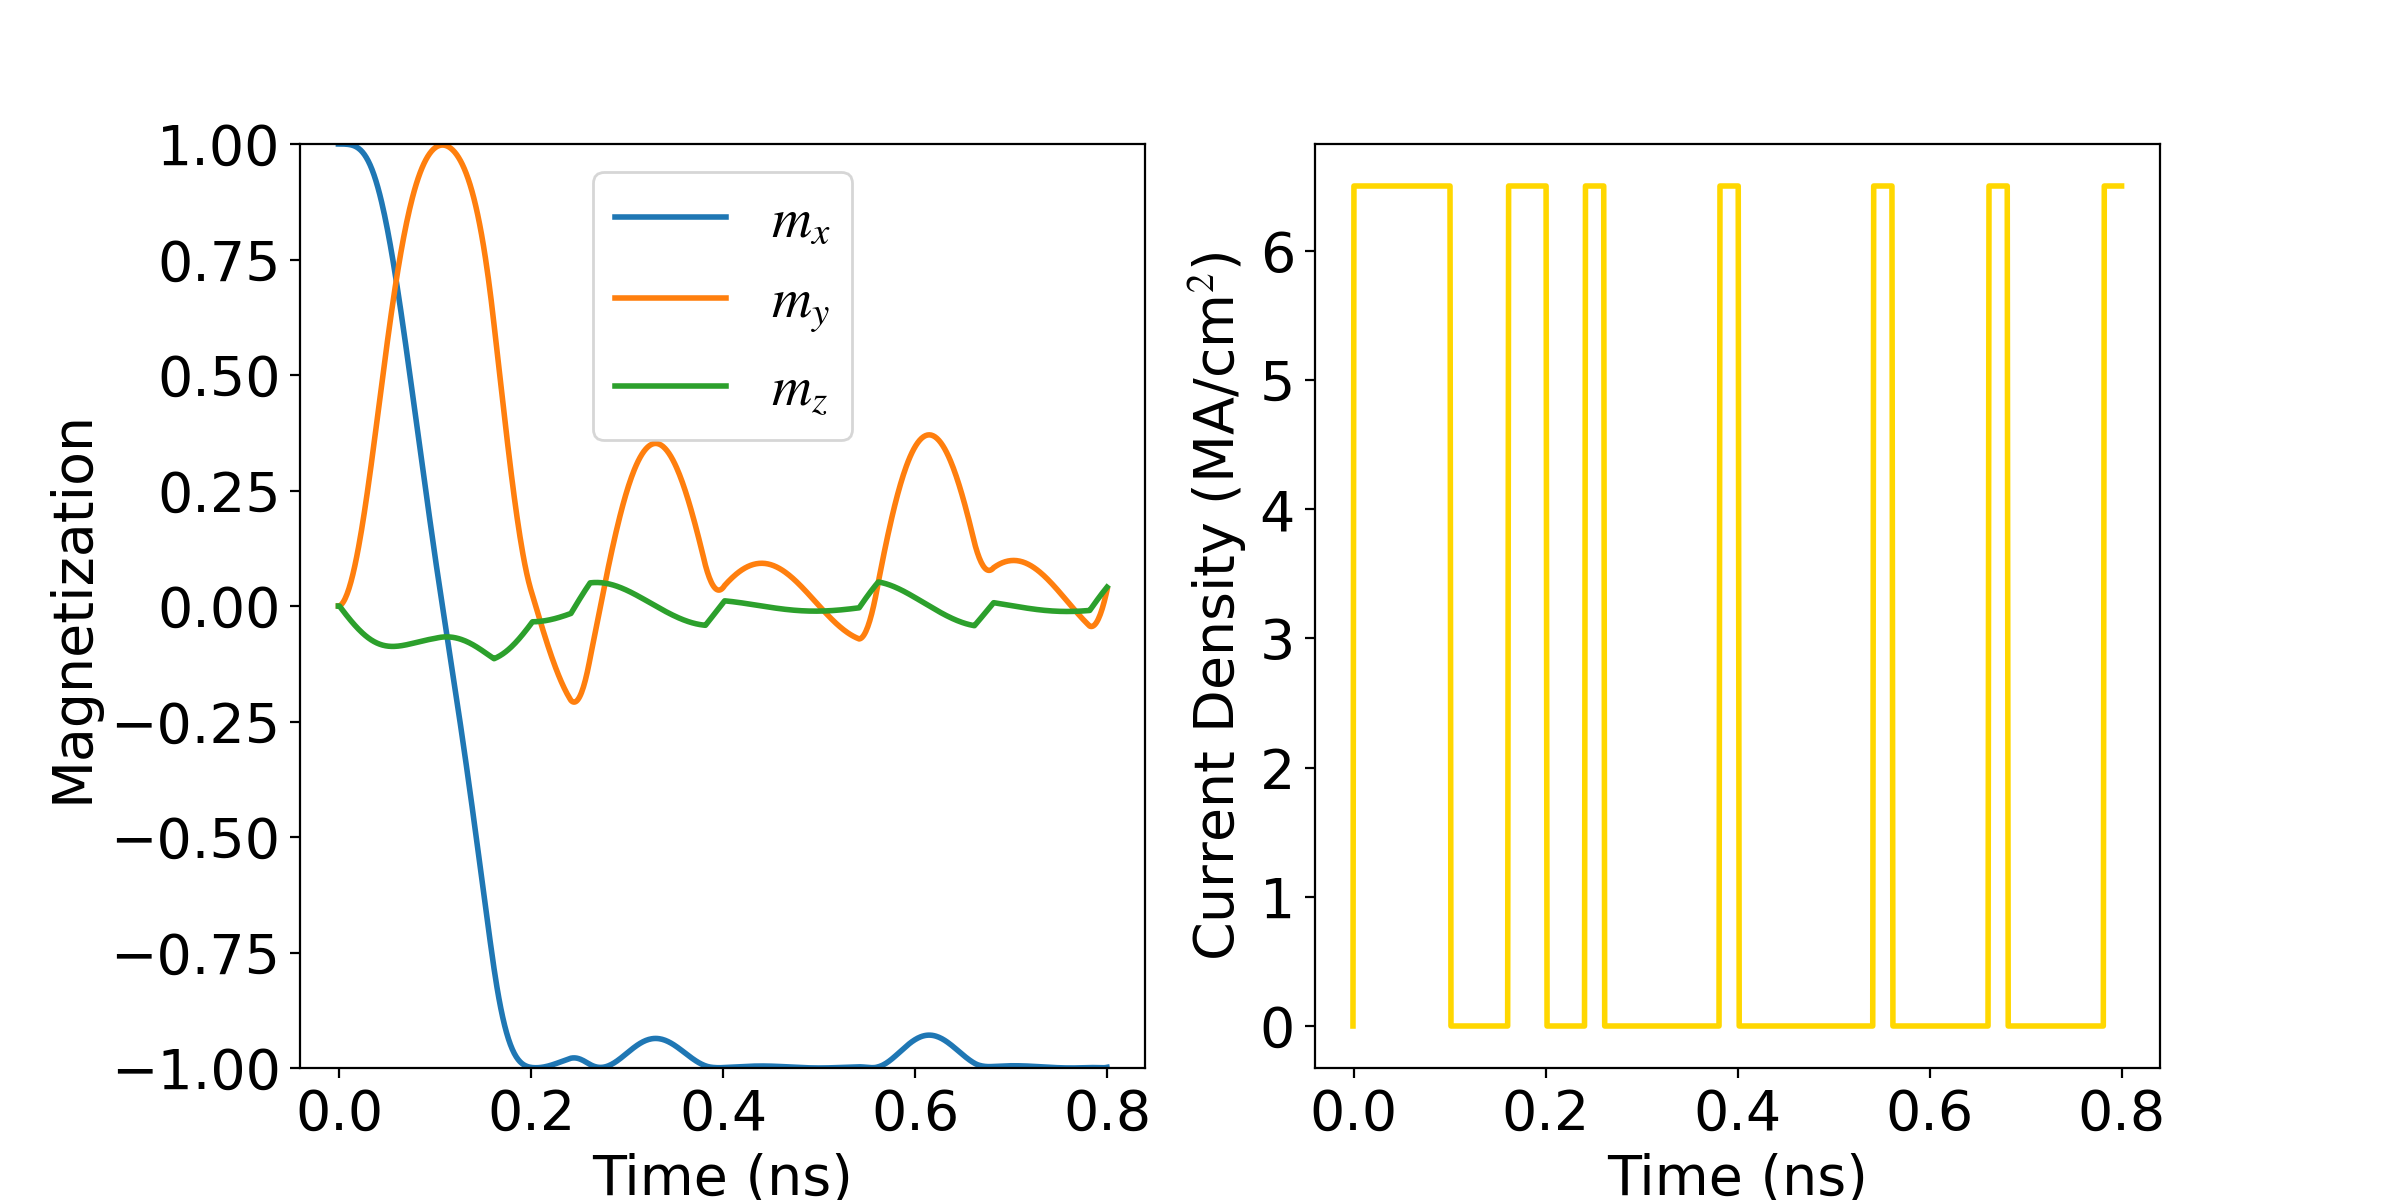 Magnetization
1.00
0.75
0.50
0.25
0.00
−0.25
−0.50
−0.75
−1.00
m_x
m_y
m_z
0.0 0.2 0.4 0.6 0.8
Time (ns)
Current Density (MA/cm²)
6
5
4
3
2
1
0
0.0 0.2 0.4 0.6 0.8
Time (ns)